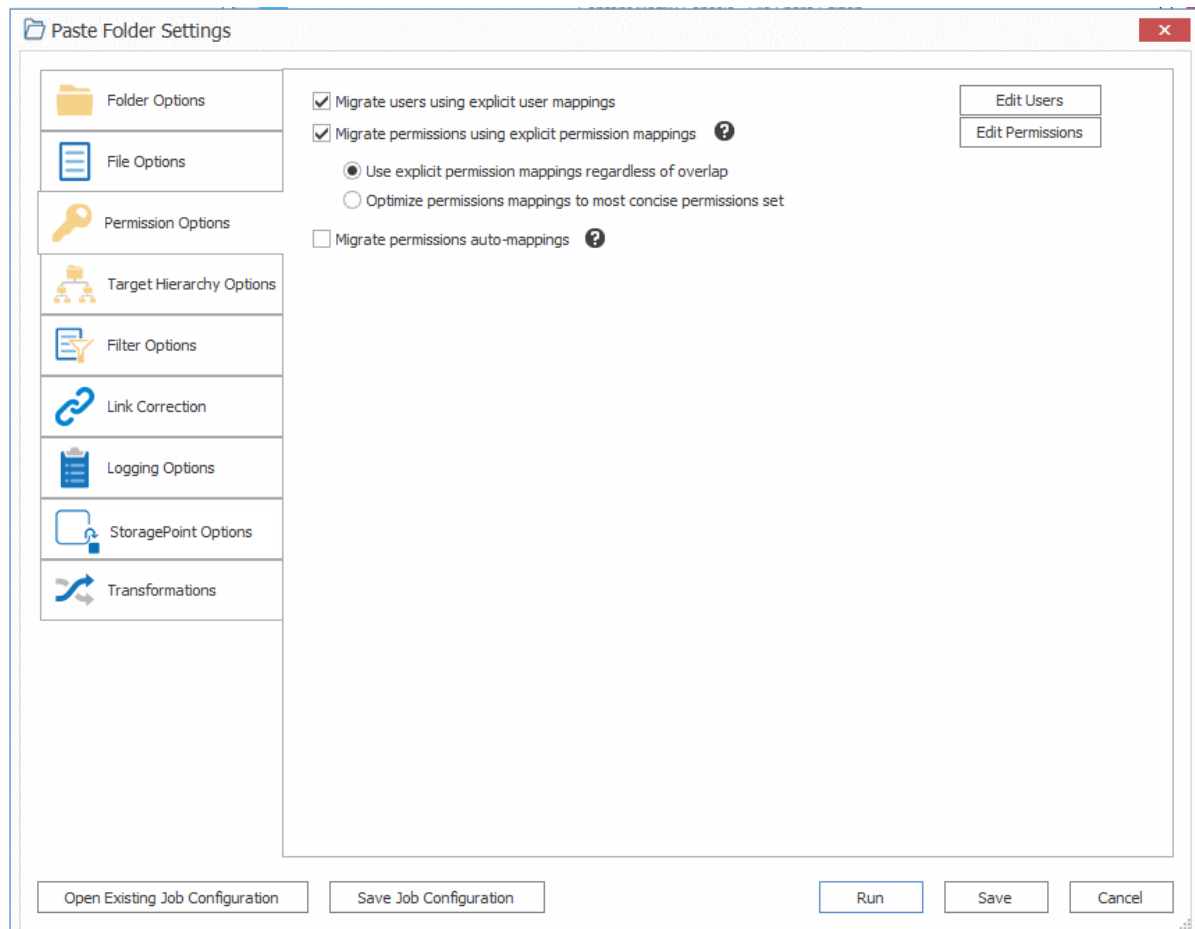 Paste Folder Settings
Folder Options
File Options
Permission Options
Target Hierarchy Options
Filter Options
Link Correction
Logging Options
StoragePoint Options
Transformations
Migrate users using explicit user mappings
Edit Users
Migrate permissions using explicit permission mappings
Edit Permissions
Use explicit permission mappings regardless of overlap
Optimize permissions mappings to most concise permissions set
Migrate permissions auto-mappings
Open Existing Job Configuration
Save Job Configuration
Run
Save
Cancel